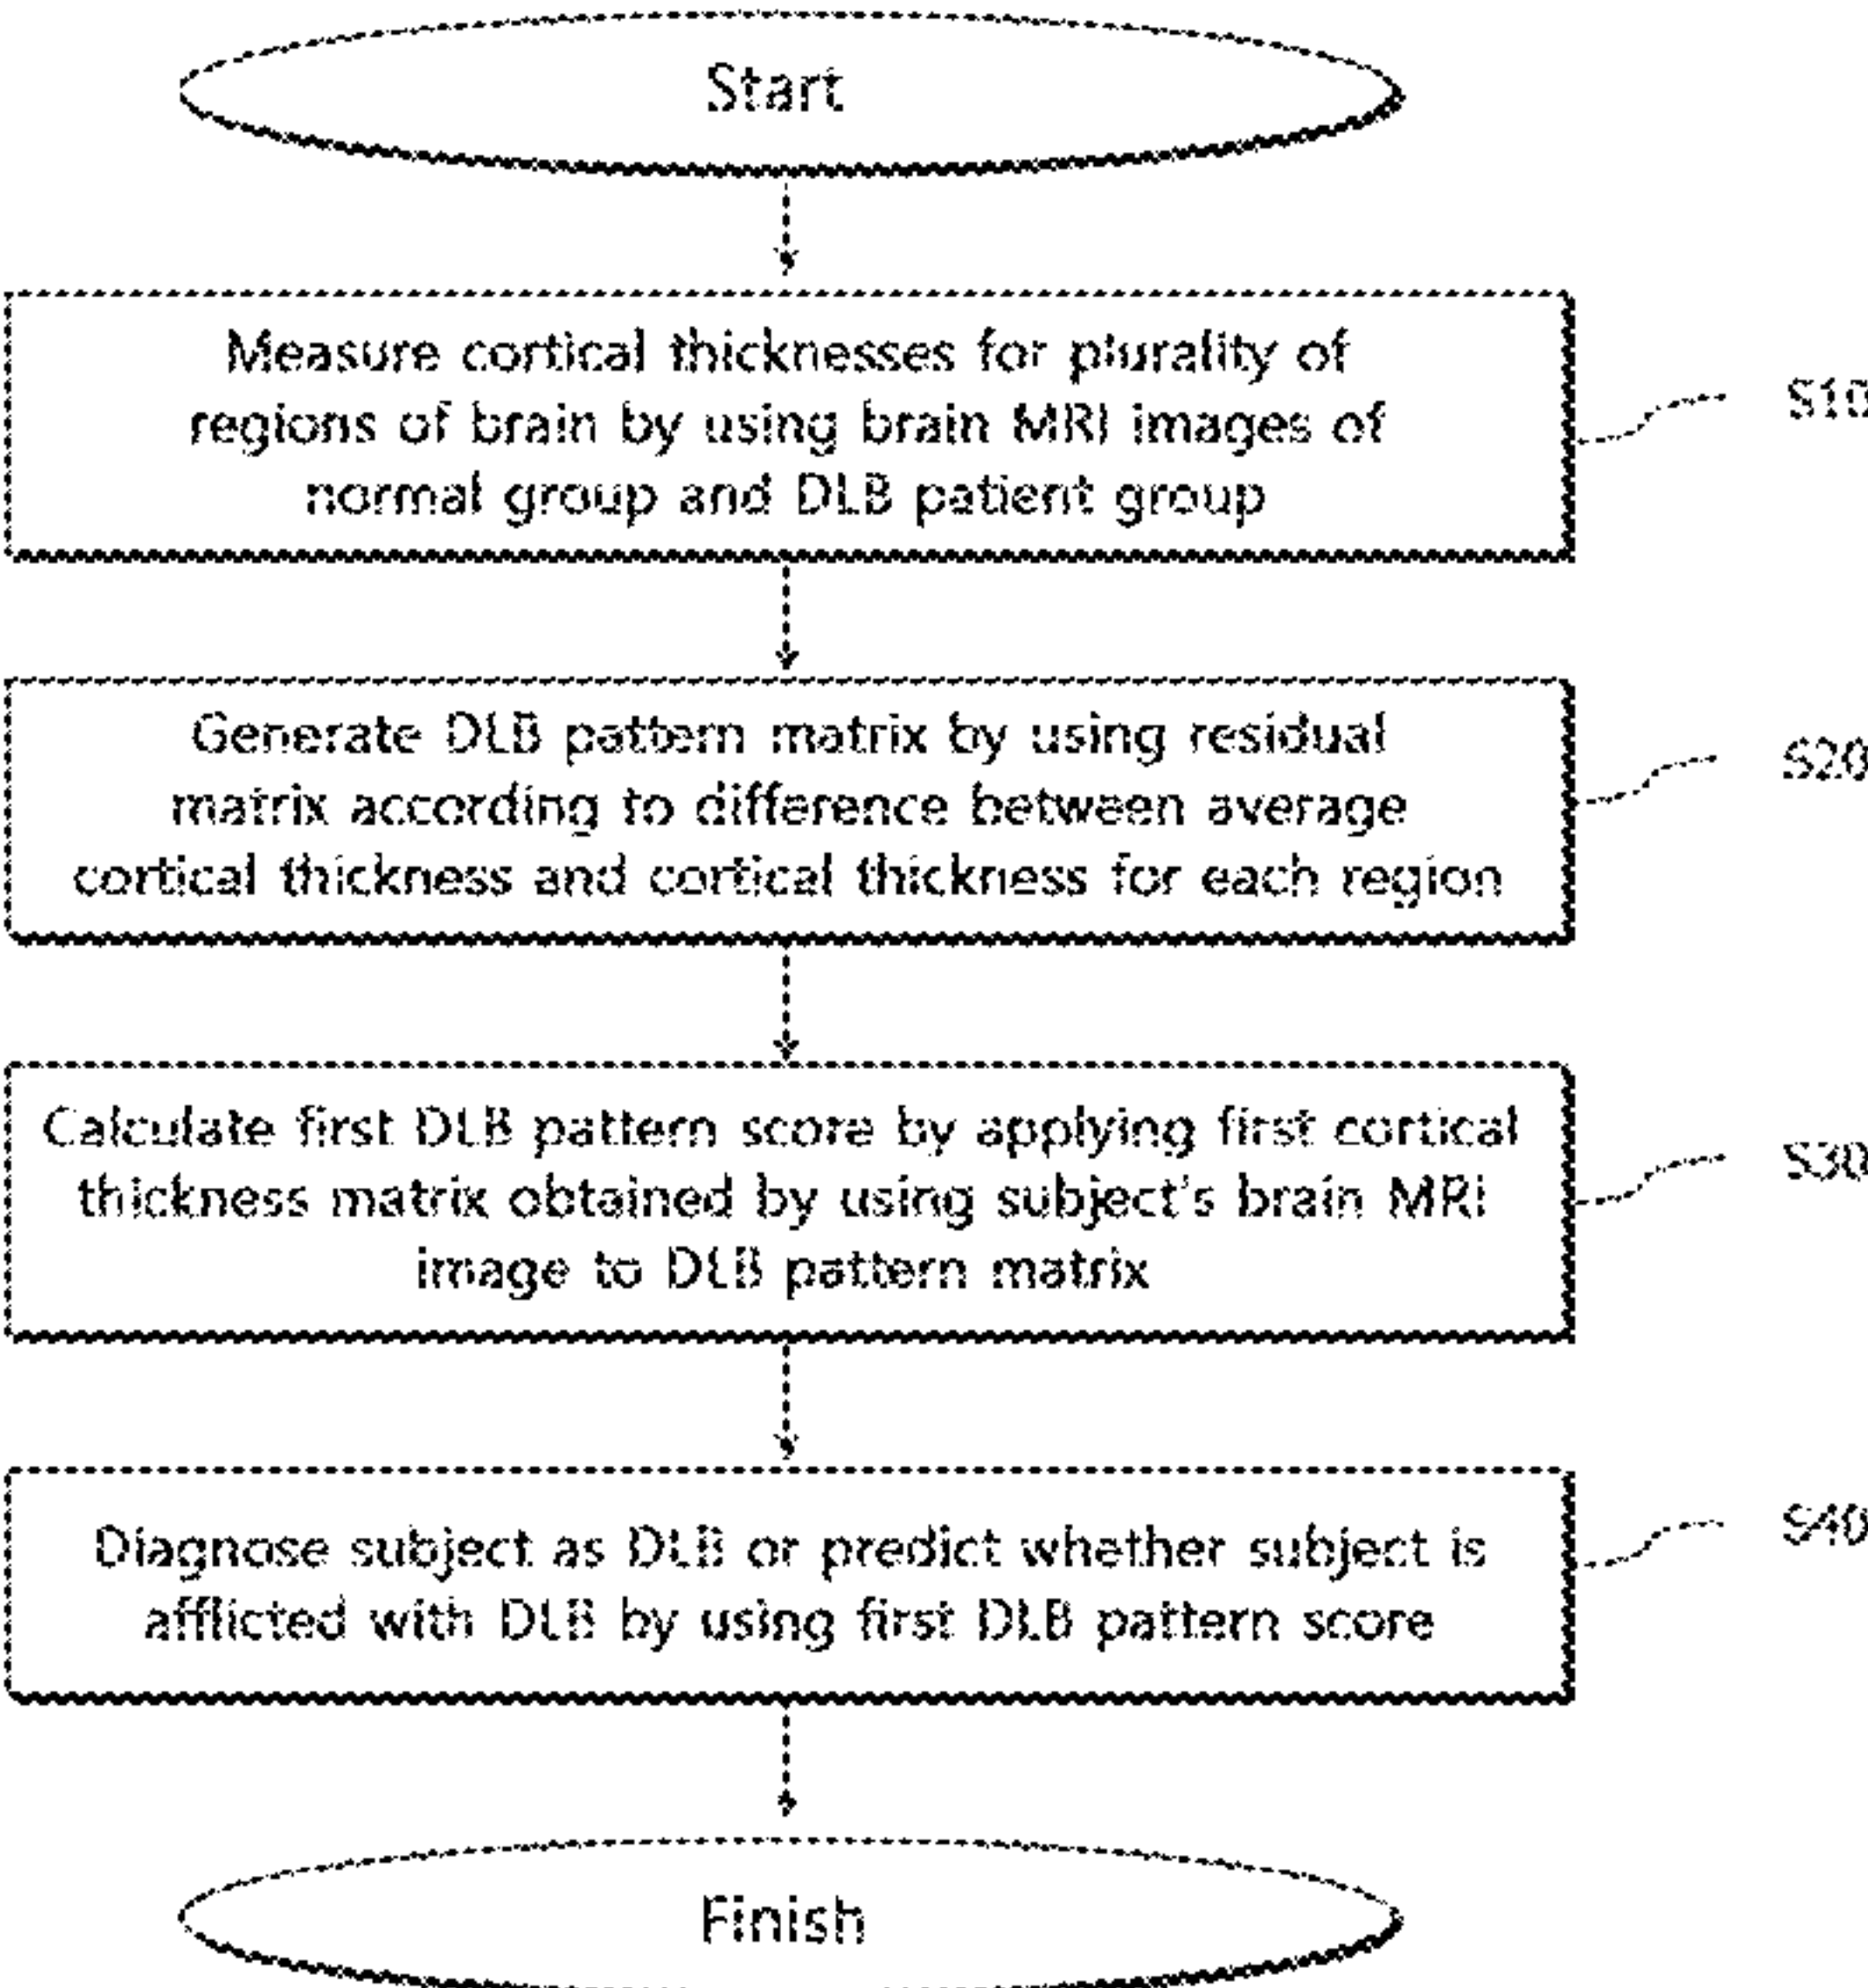 Start
Measure cortical thicknesses for plurality of
regions of brain by using brain MRI images of
normal group and DLB patient group
S10
Generate DLB pattern matrix by using residual
matrix according to difference between average
cortical thickness and cortical thickness for each region
S20
Calculate first DLB pattern score by applying first cortical
thickness matrix obtained by using subject's brain MRI
image to DLB pattern matrix
S30
Diagnose subject as DLB or predict whether subject is
afflicted with DLB by using first DLB pattern score
S40
Finish